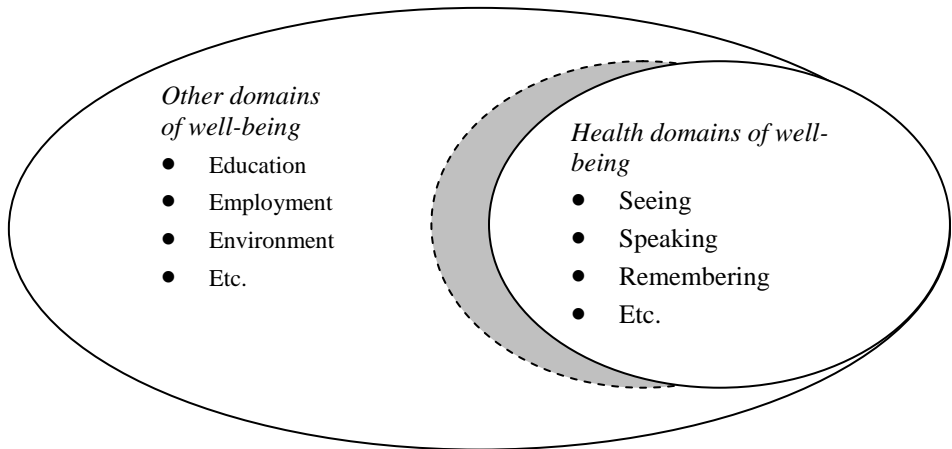 Other domains
of well-being
● Education
● Employment
● Environment
● Etc.
Health domains of well-
being
● Seeing
● Speaking
● Remembering
● Etc.